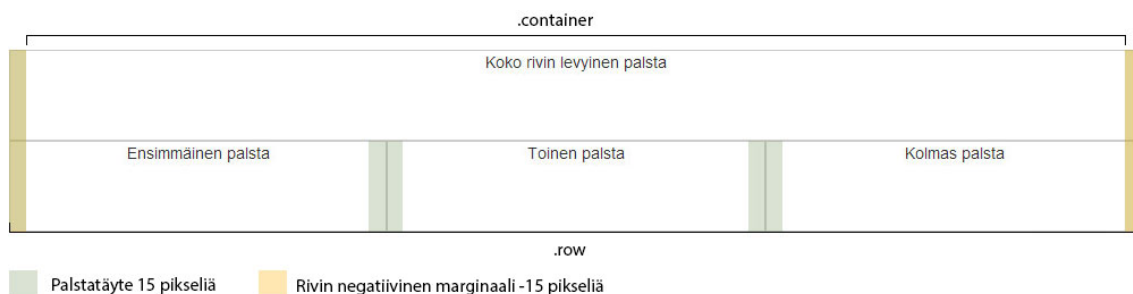 .container
Koko rivin levyinen palsta
Ensimmäinen palsta Toinen palsta Kolmas palsta
.row
Palstatäyte 15 pikseliä Rivin negatiivinen marginaali -15 pikseliä